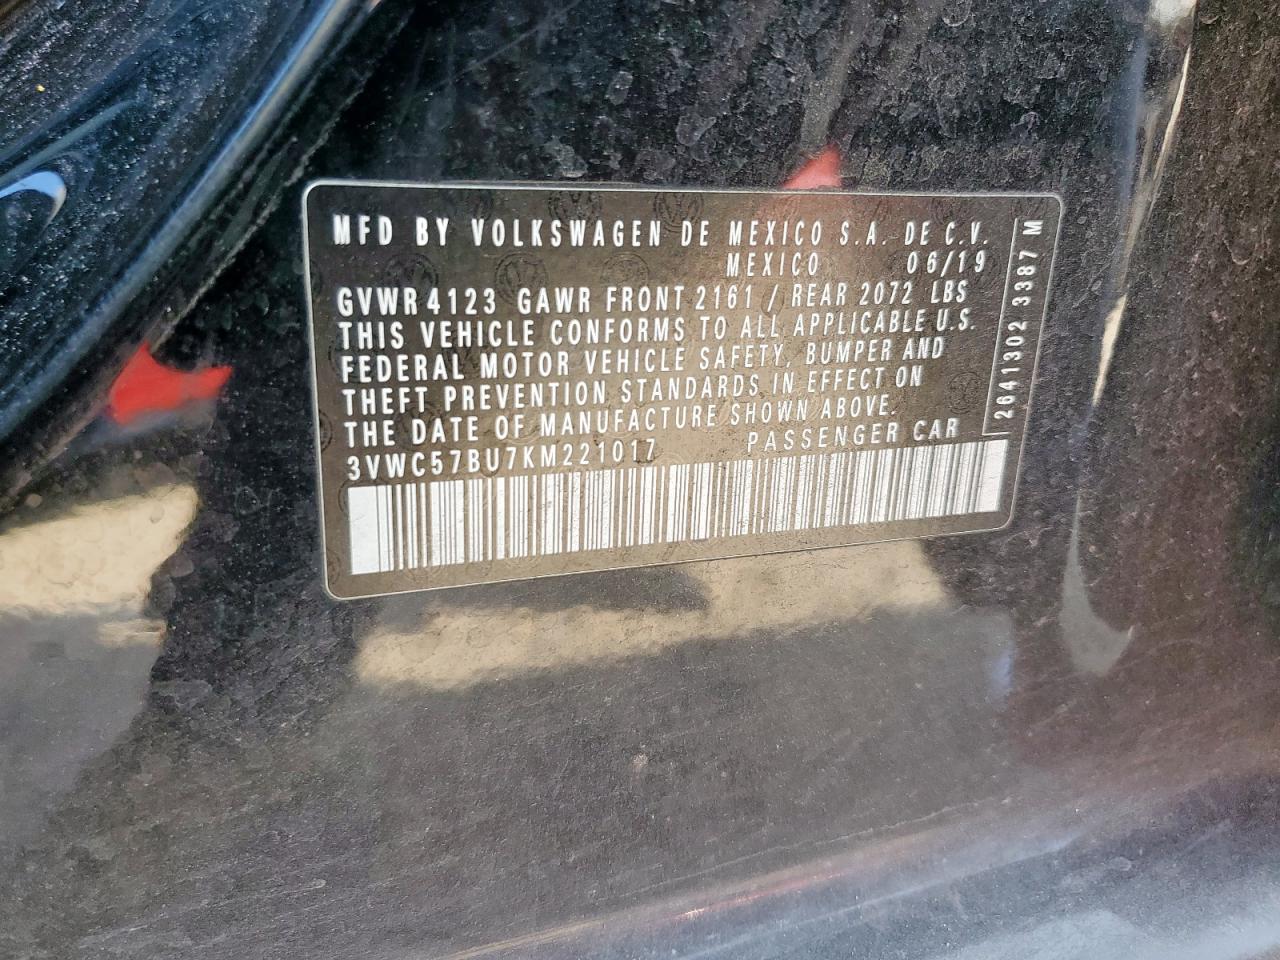 MFD BY VOLKSWAGEN DE MEXICO S.A. DE C.V.
MEXICO 06/19
GVWR 4123 GAWR FRONT 2161 / REAR 2072 LBS
THIS VEHICLE CONFORMS TO ALL APPLICABLE U.S.
FEDERAL MOTOR VEHICLE SAFETY, BUMPER AND
THEFT PREVENTION STANDARDS IN EFFECT ON
THE DATE OF MANUFACTURE SHOWN ABOVE.
3VWC57BU7KM221017 PASSENGER CAR
2641302 3387 M